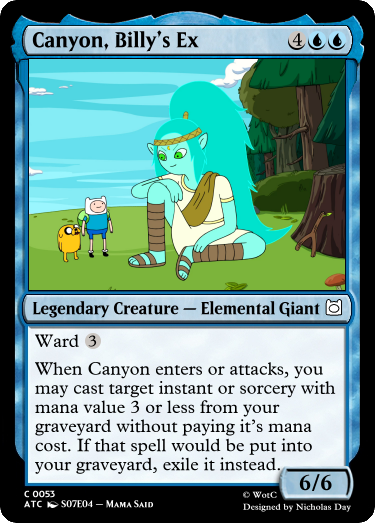 Canyon, Billy's Ex 4
Legendary Creature — Elemental Giant
Ward 3
When Canyon enters or attacks, you
may cast target instant or sorcery with
mana value 3 or less from your
graveyard without paying it's mana
cost. If that spell would be put into
your graveyard, exile it instead.
6/6
C 0053
ATC S07E04 – Mama Said
© WotC
Designed by Nicholas Day